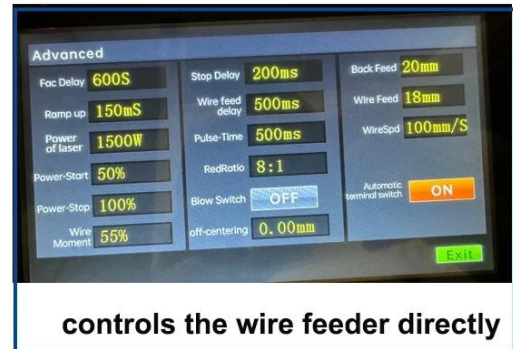 Advanced
Fac Delay 600S
Ramp up 150mS
Power of laser 1500W
Power-Start 50%
Power-Stop 100%
Wire Moment 55%
Stop Delay 200ms
Wire feed delay 500ms
Pulse-Time 500ms
RedRatio 8:1
Blow Switch OFF
off-centering 0.00mm
Back Feed 20mm
Wire Feed 18mm
WireSpd 100mm/S
Automatic terminal switch ON
Exit
controls the wire feeder directly